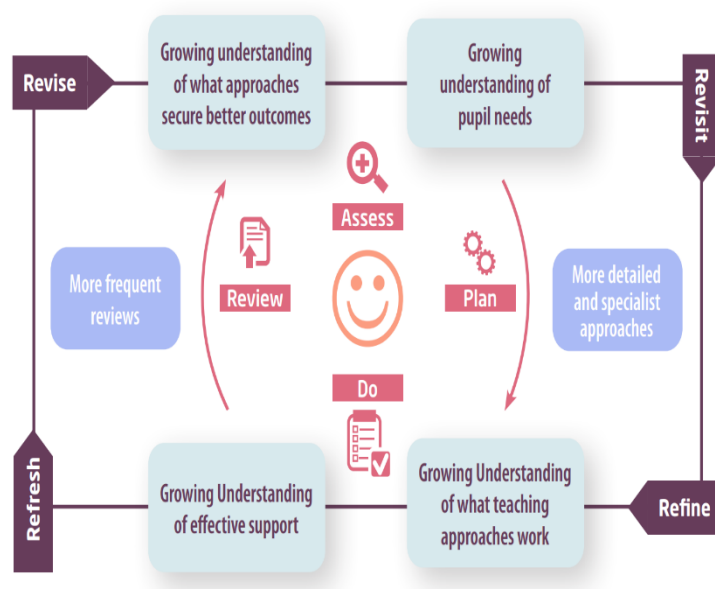 Growing understanding
of what approaches
secure better outcomes
Growing
understanding of
pupil needs
Revise
Revisit
Assess
More frequent
reviews
Review
Plan
More detailed
and specialist
approaches
Do
Refresh
Growing Understanding
of effective support
Growing Understanding
of what teaching
approaches work
Refine